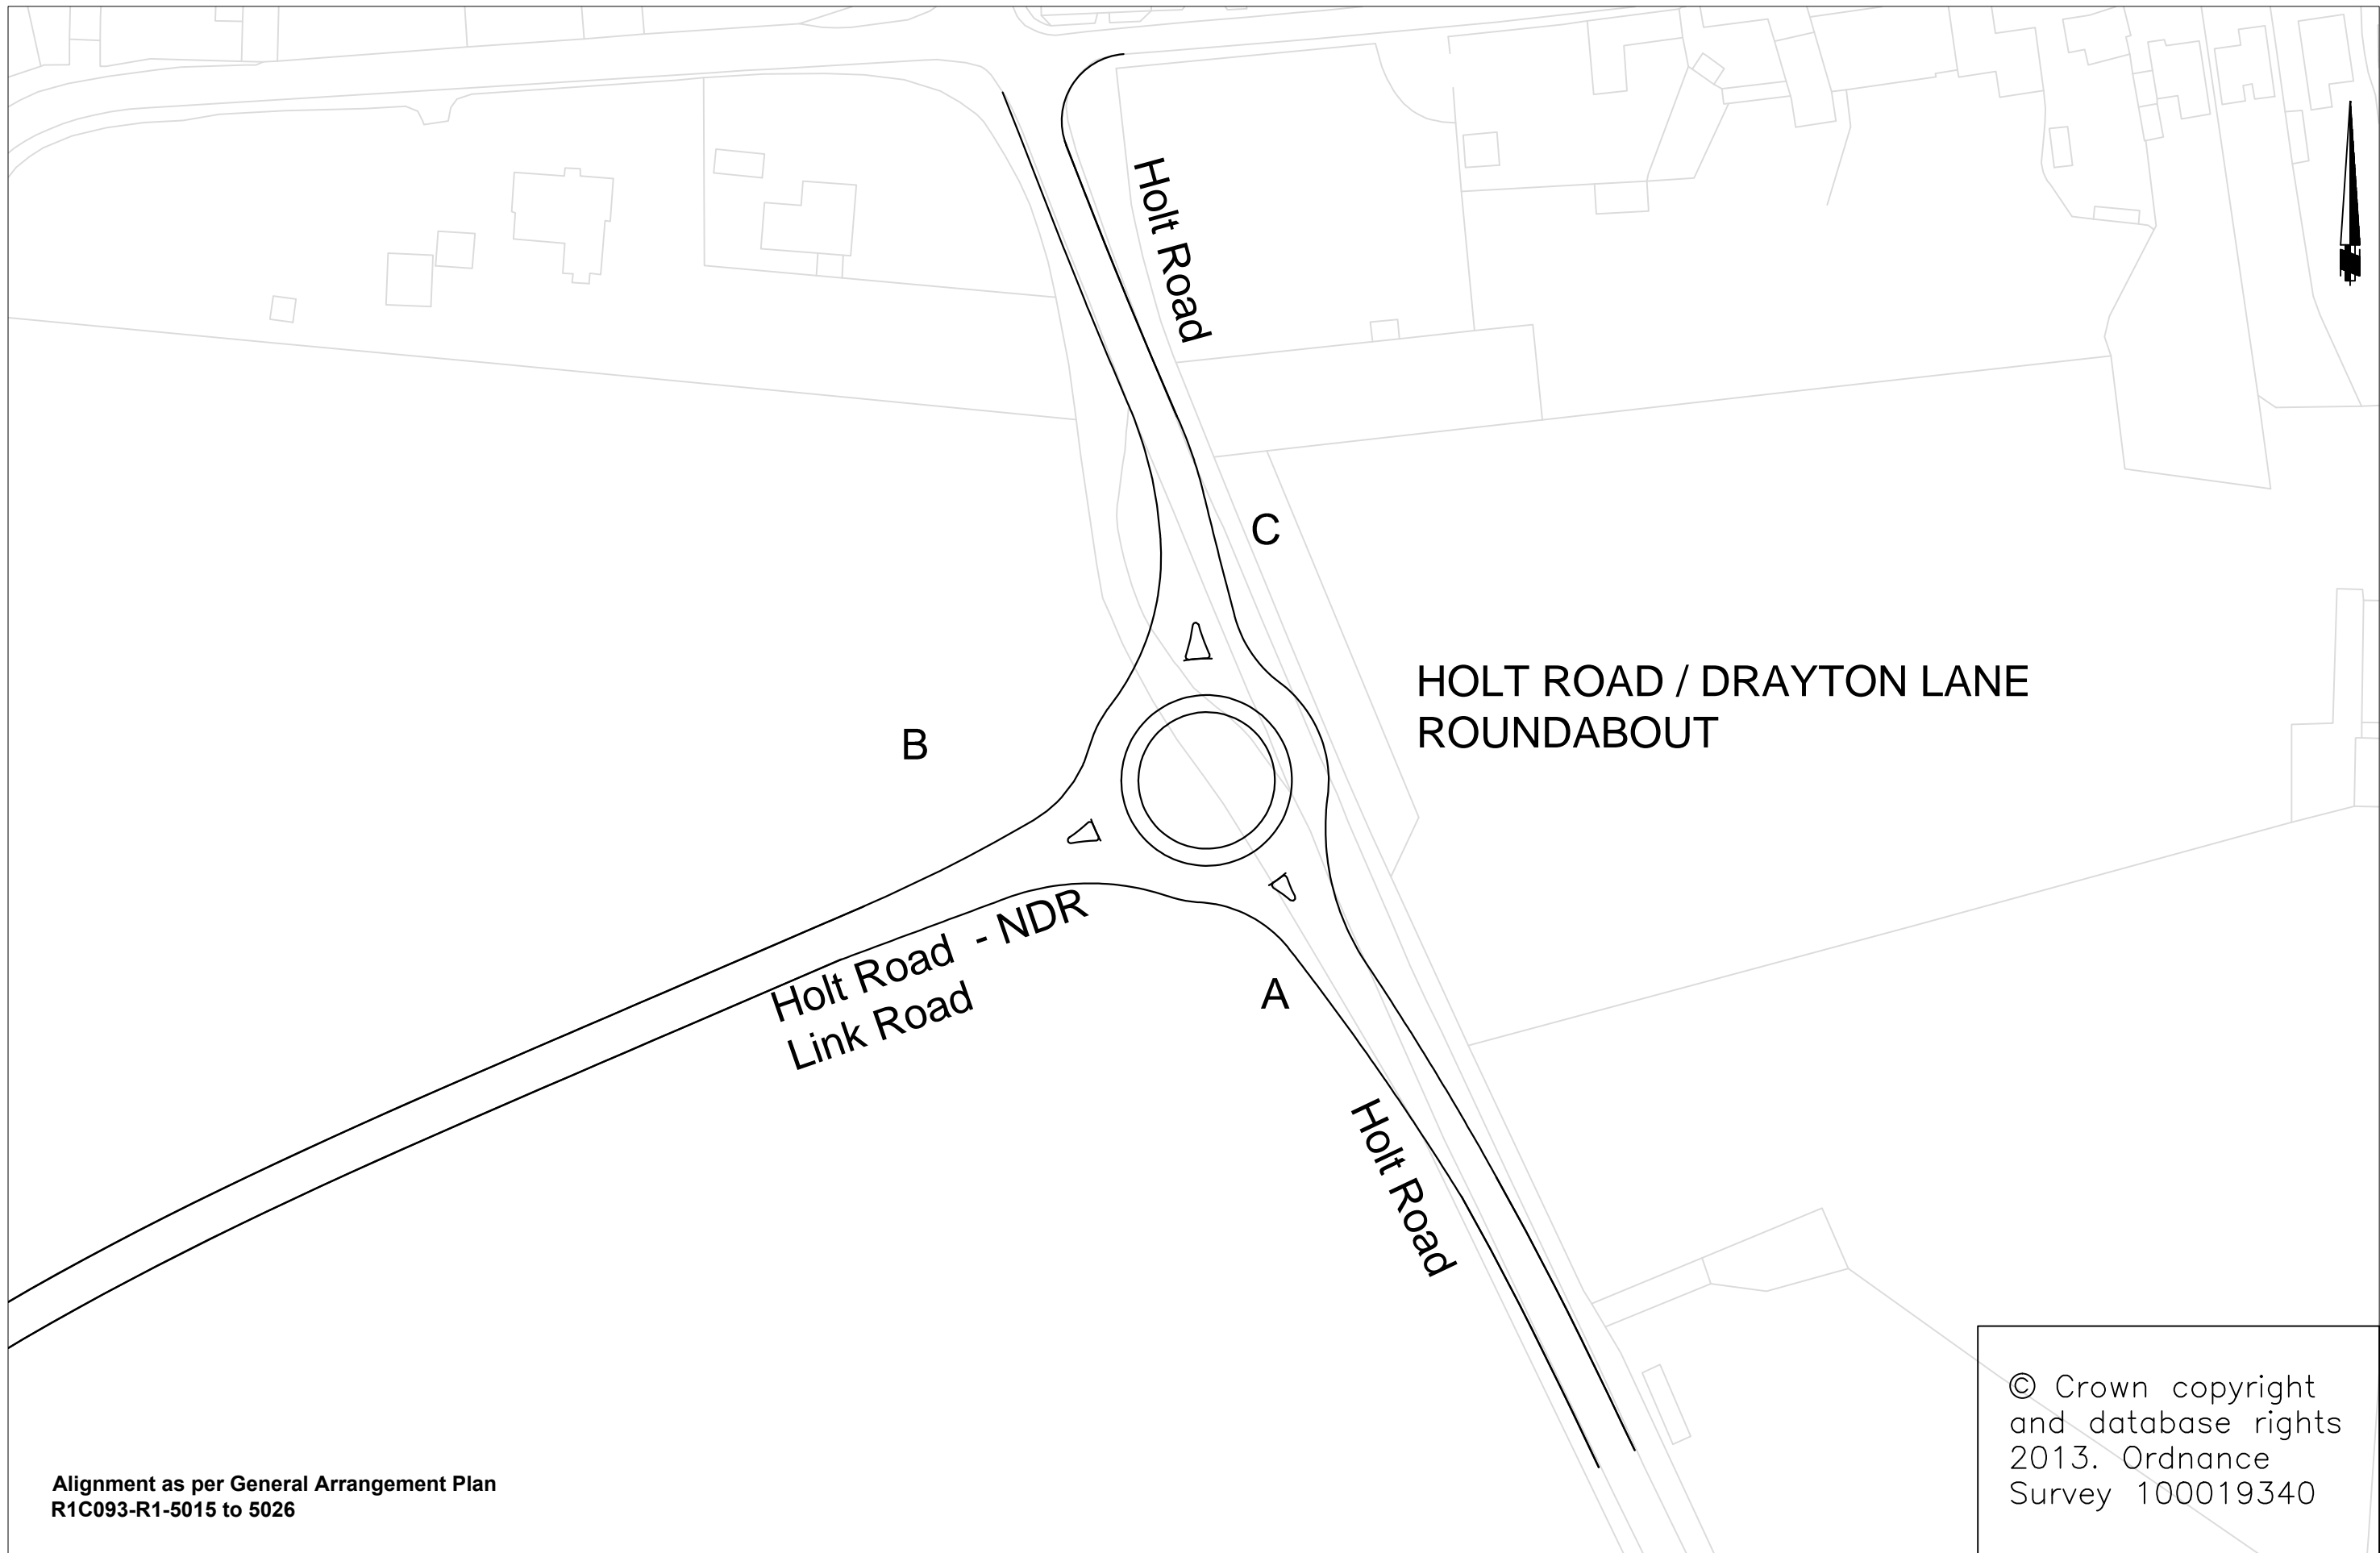 Holt Road
C
HOLT ROAD / DRAYTON LANE
ROUNDABOUT
B
Holt Road - NDR
Link Road
A
Holt Road
© Crown copyright
and database rights
2013. Ordnance
Survey 100019340
Alignment as per General Arrangement Plan
R1C093-R1-5015 to 5026